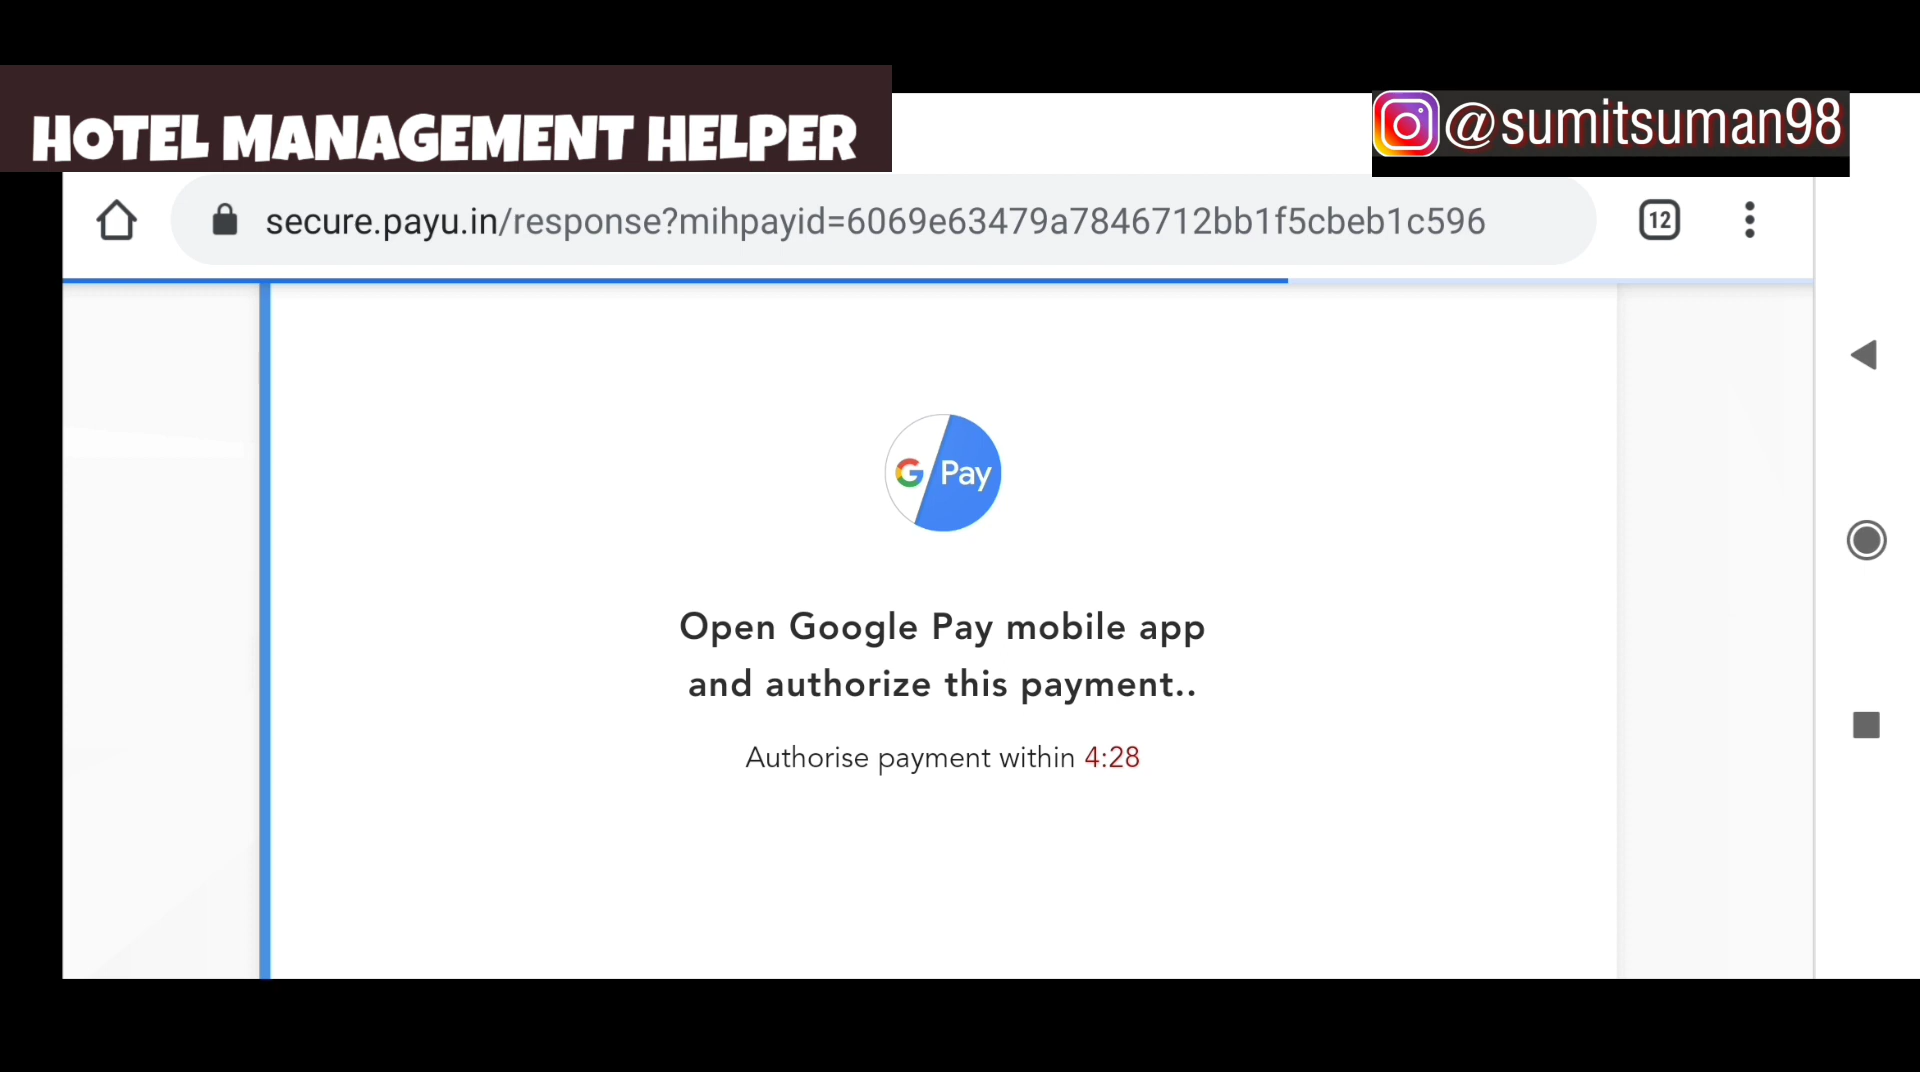 HOTEL MANAGEMENT HELPER
@sumitsuman98
secure.payu.in/response?mihpayid=6069e63479a7846712bb1f5cbeb1c596
12
G Pay
Open Google Pay mobile app
and authorize this payment..
Authorise payment within 4:28